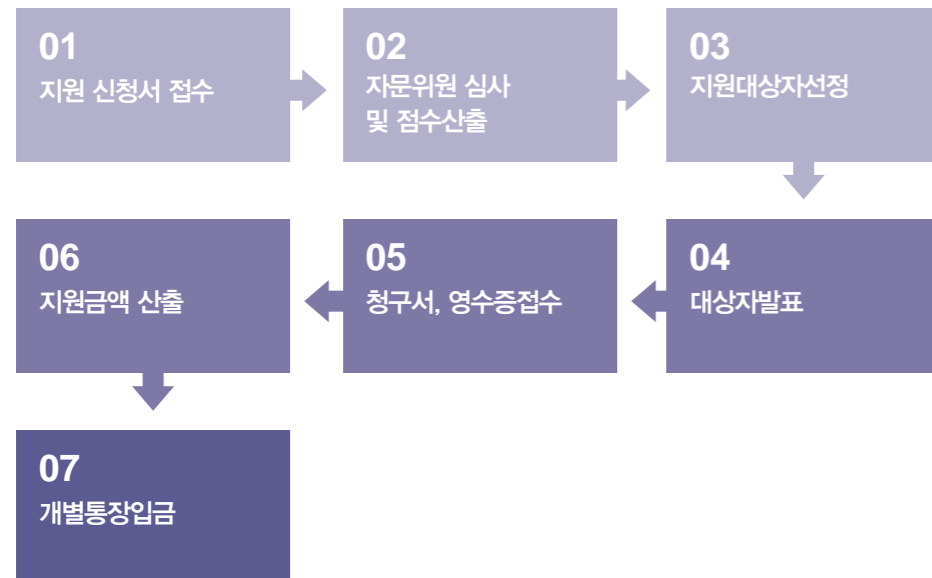 01
지원 신청서 접수
02
자문위원 심사
및 점수산출
03
지원대상자선정
04
대상자발표
05
청구서, 영수증접수
06
지원금액 산출
07
개별통장입금